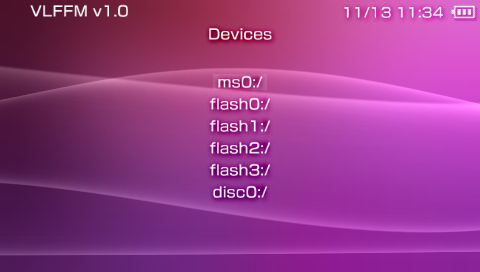 VLFFM v1.0 11/13 11:34
Devices
ms0:/
flash0:/
flash1:/
flash2:/
flash3:/
disc0:/